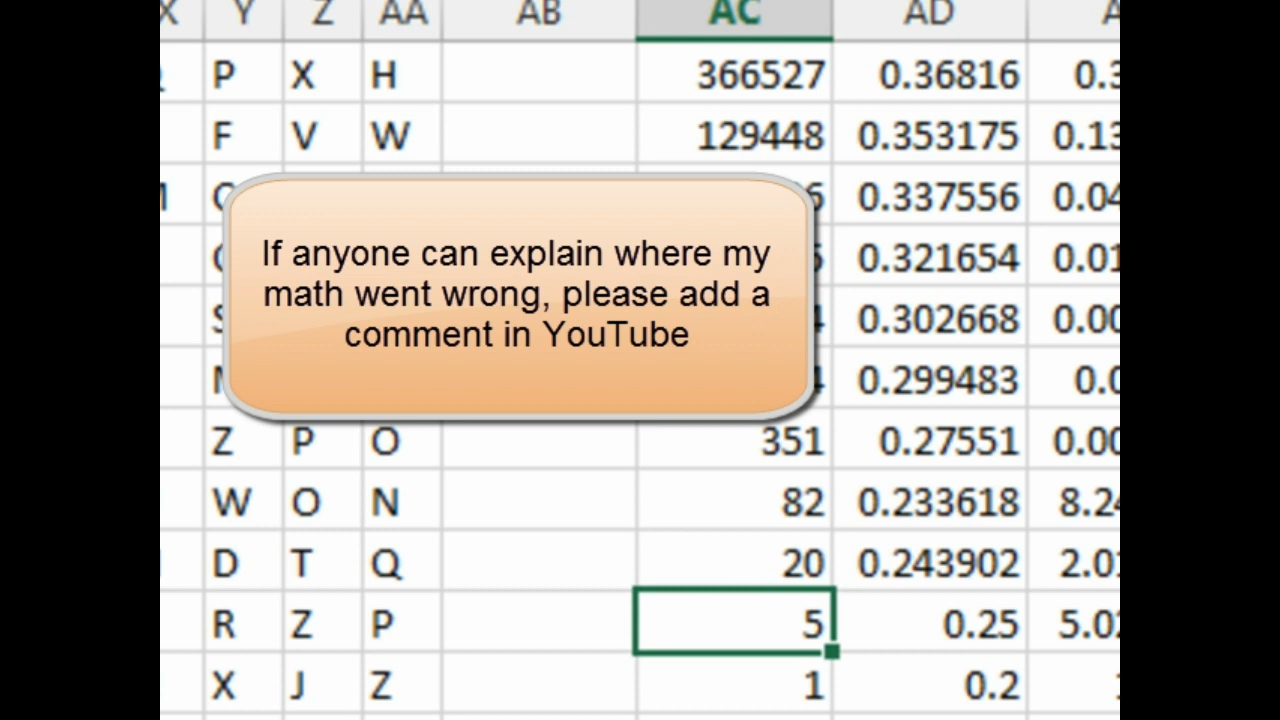 Y Z AA AB AC AD
P X H 366527 0.36816
F V W 129448 0.353175
0.337556
0.321654
0.302668
0.299483
If anyone can explain where my
math went wrong, please add a
comment in YouTube
Z P O 351 0.27551
W O N 82 0.233618
D T Q 20 0.243902
R Z P 5 0.25
X J Z 1 0.2